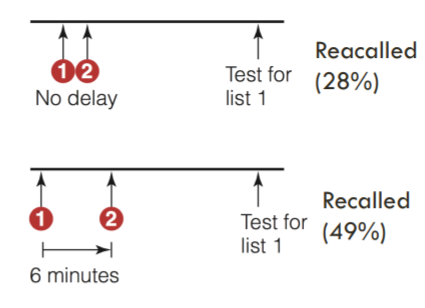 1 2
No delay
Test for
list 1
Reacalled
(28%)
1
2
6 minutes
Test for
list 1
Recalled
(49%)